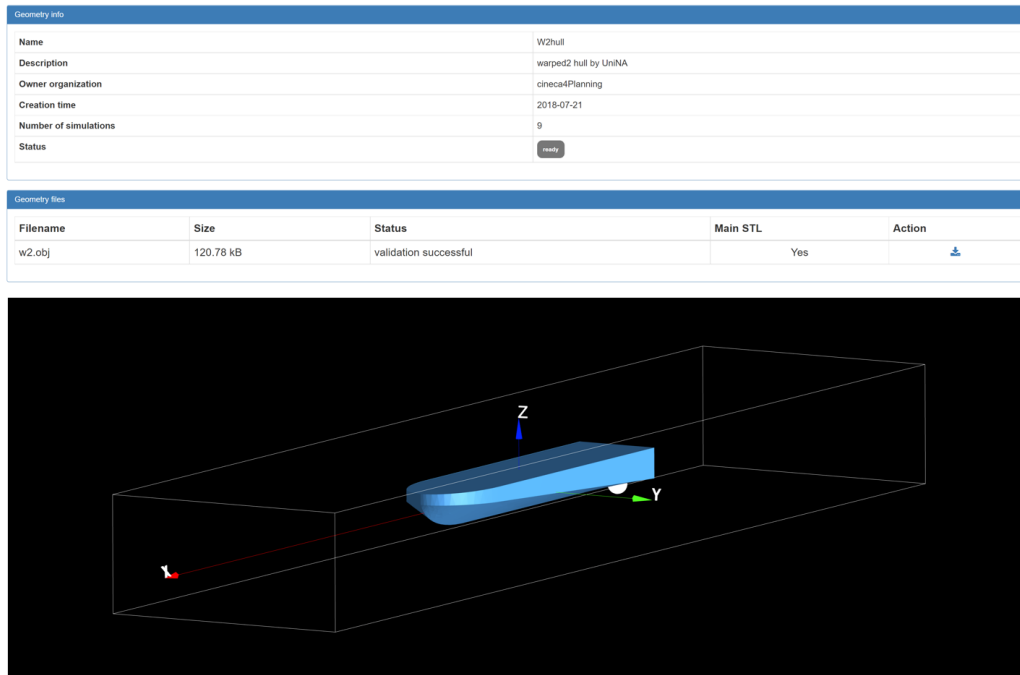 Geometry info
Name W2hull
Description warped2 hull by UniNA
Owner organization cineca4Planning
Creation time 2018-07-21
Number of simulations 9
Status ready
Geometry files
Filename Size Status Main STL Action
w2.obj 120.78 kB validation successful Yes
Z
Y
X